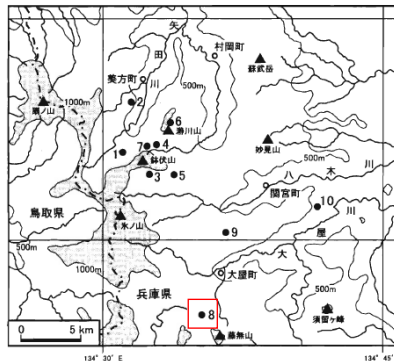 矢
田
川
村岡町
蘇武岳
美方町
500m
1000m
扇ノ山
2
6
瀞川山
7
4
1
鉢伏山
3
5
妙見山
500m
八
木
川
関宮町
鳥取県
氷ノ山
10
川
屋
大
9
500m
1000m
大屋町
兵庫県
8
500m
須留ヶ峰
藤無山
0
5 km
134°30' E
134°45'